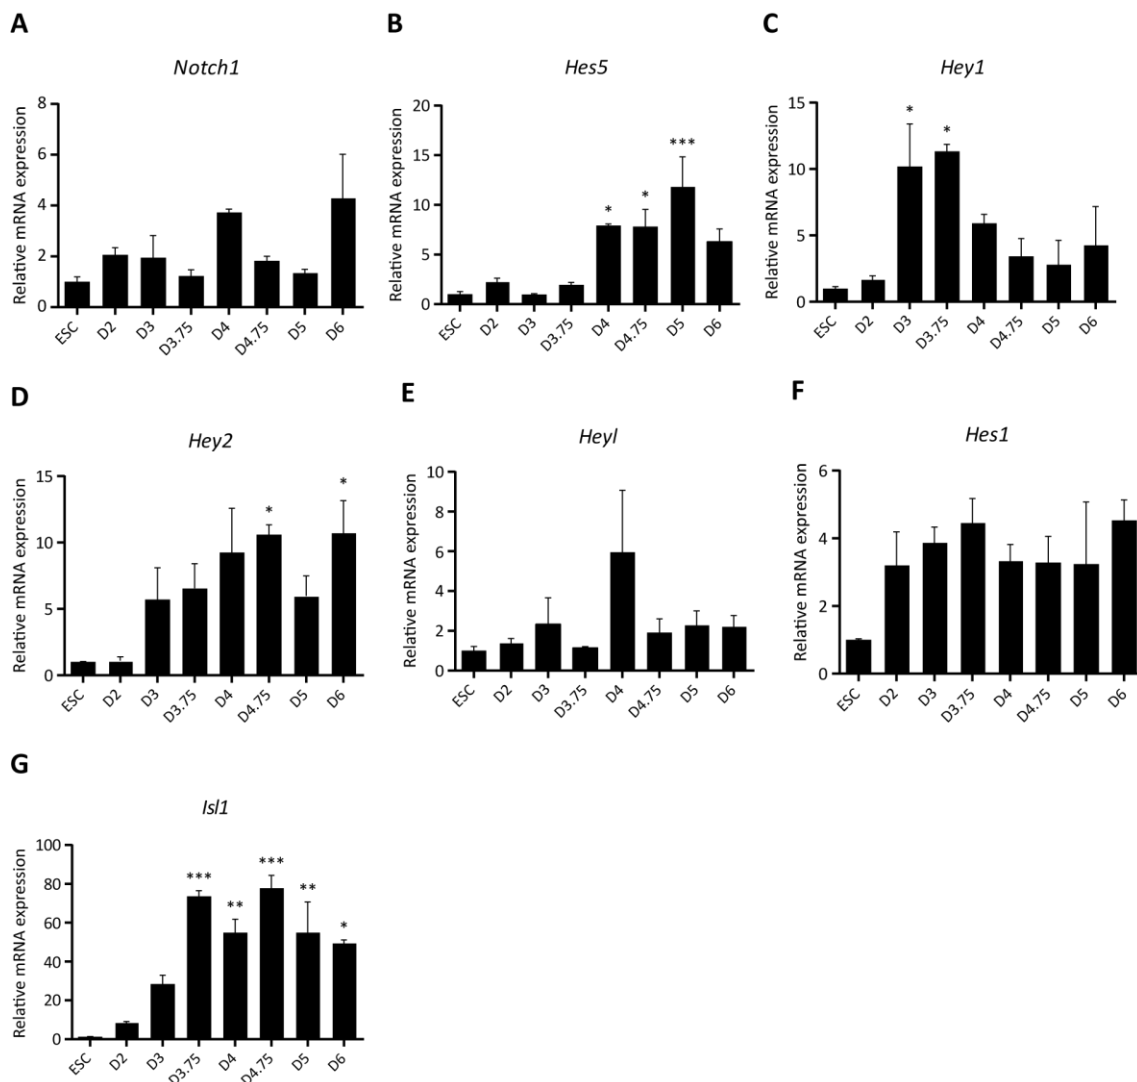 A
Notch1
Relative mRNA expression
8
6
4
2
0
ESC
D2
D3
D3.75
D4
D4.75
D5
D6
B
Hes5
Relative mRNA expression
20
15
10
5
0
*
*
***
ESC
D2
D3
D3.75
D4
D4.75
D5
D6
C
Hey1
Relative mRNA expression
15
10
5
0
*
*
ESC
D2
D3
D3.75
D4
D4.75
D5
D6
D
Hey2
Relative mRNA expression
15
10
5
0
*
*
ESC
D2
D3
D3.75
D4
D4.75
D5
D6
E
Heyl
Relative mRNA expression
10
8
6
4
2
0
ESC
D2
D3
D3.75
D4
D4.75
D5
D6
F
Hes1
Relative mRNA expression
6
4
2
0
ESC
D2
D3
D3.75
D4
D4.75
D5
D6
G
Isl1
Relative mRNA expression
100
80
60
40
20
0
***
**
***
**
*
ESC
D2
D3
D3.75
D4
D4.75
D5
D6